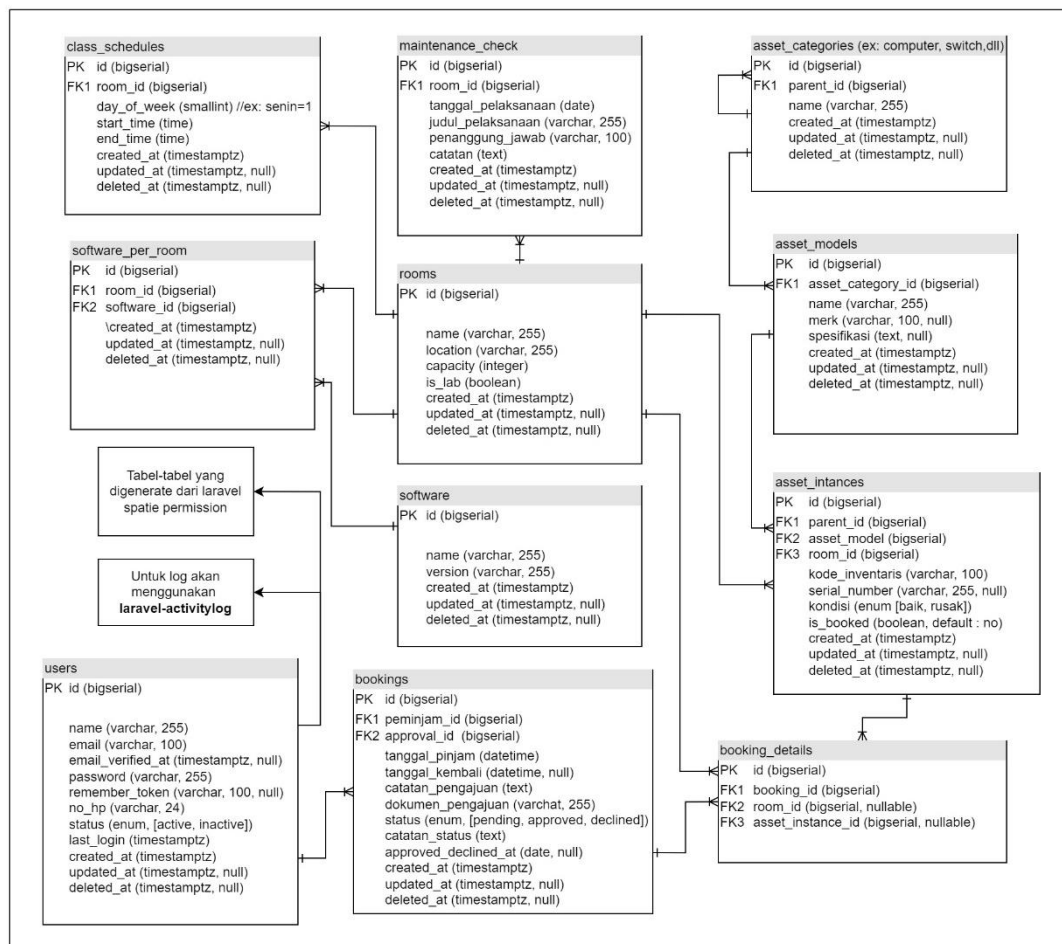 class_schedules
PK id (bigserial)
FK1 room_id (bigserial)
day_of_week (smallint) //ex: senin=1
start_time (time)
end_time (time)
created_at (timestamptz)
updated_at (timestamptz, null)
deleted_at (timestamptz, null)
maintenance_check
PK id (bigserial)
FK1 room_id (bigserial)
tanggal_pelaksanaan (date)
judul_pelaksanaan (varchar, 255)
penanggung_jawab (varchar, 100)
catatan (text)
created_at (timestamptz)
updated_at (timestamptz, null)
deleted_at (timestamptz, null)
asset_categories (ex: computer, switch,dll)
PK id (bigserial)
FK1 parent_id (bigserial)
name (varchar, 255)
created_at (timestamptz)
updated_at (timestamptz, null)
deleted_at (timestamptz, null)
software_per_room
PK id (bigserial)
FK1 room_id (bigserial)
FK2 software_id (bigserial)
\created_at (timestamptz)
updated_at (timestamptz, null)
deleted_at (timestamptz, null)
rooms
PK id (bigserial)
name (varchar, 255)
location (varchar, 255)
capacity (integer)
is_lab (boolean)
created_at (timestamptz)
updated_at (timestamptz, null)
deleted_at (timestamptz, null)
asset_models
PK id (bigserial)
FK1 asset_category_id (bigserial)
name (varchar, 255)
merk (varchar, 100, null)
spesifikasi (text, null)
created_at (timestamptz)
updated_at (timestamptz, null)
deleted_at (timestamptz, null)
Tabel-tabel yang
digenerate dari laravel
spatie permission
Untuk log akan
menggunakan
laravel-activitylog
software
PK id (bigserial)
name (varchar, 255)
version (varchar, 255)
created_at (timestamptz)
updated_at (timestamptz, null)
deleted_at (timestamptz, null)
asset_intances
PK id (bigserial)
FK1 parent_id (bigserial)
FK2 asset_model (bigserial)
FK3 room_id (bigserial)
kode_inventaris (varchar, 100)
serial_number (varchar, 255, null)
kondisi (enum [baik, rusak])
is_booked (boolean, default : no)
created_at (timestamptz)
updated_at (timestamptz, null)
deleted_at (timestamptz, null)
users
PK id (bigserial)
name (varchar, 255)
email (varchar, 100)
email_verified_at (timestamptz, null)
password (varchar, 255)
remember_token (varchar, 100, null)
no_hp (varchar, 24)
status (enum, [active, inactive])
last_login (timestamptz)
created_at (timestamptz)
updated_at (timestamptz, null)
deleted_at (timestamptz, null)
bookings
PK id (bigserial)
FK1 peminjam_id (bigserial)
FK2 approval_id (bigserial)
tanggal_pinjam (datetime)
tanggal_kembali (datetime, null)
catatan_pengajuan (text)
dokumen_pengajuan (varchat, 255)
status (enum, [pending, approved, declined])
catatan_status (text)
approved_declined_at (date, null)
created_at (timestamptz)
updated_at (timestamptz, null)
deleted_at (timestamptz, null)
booking_details
PK id (bigserial)
FK1 booking_id (bigserial)
FK2 room_id (bigserial, nullable)
FK3 asset_instance_id (bigserial, nullable)